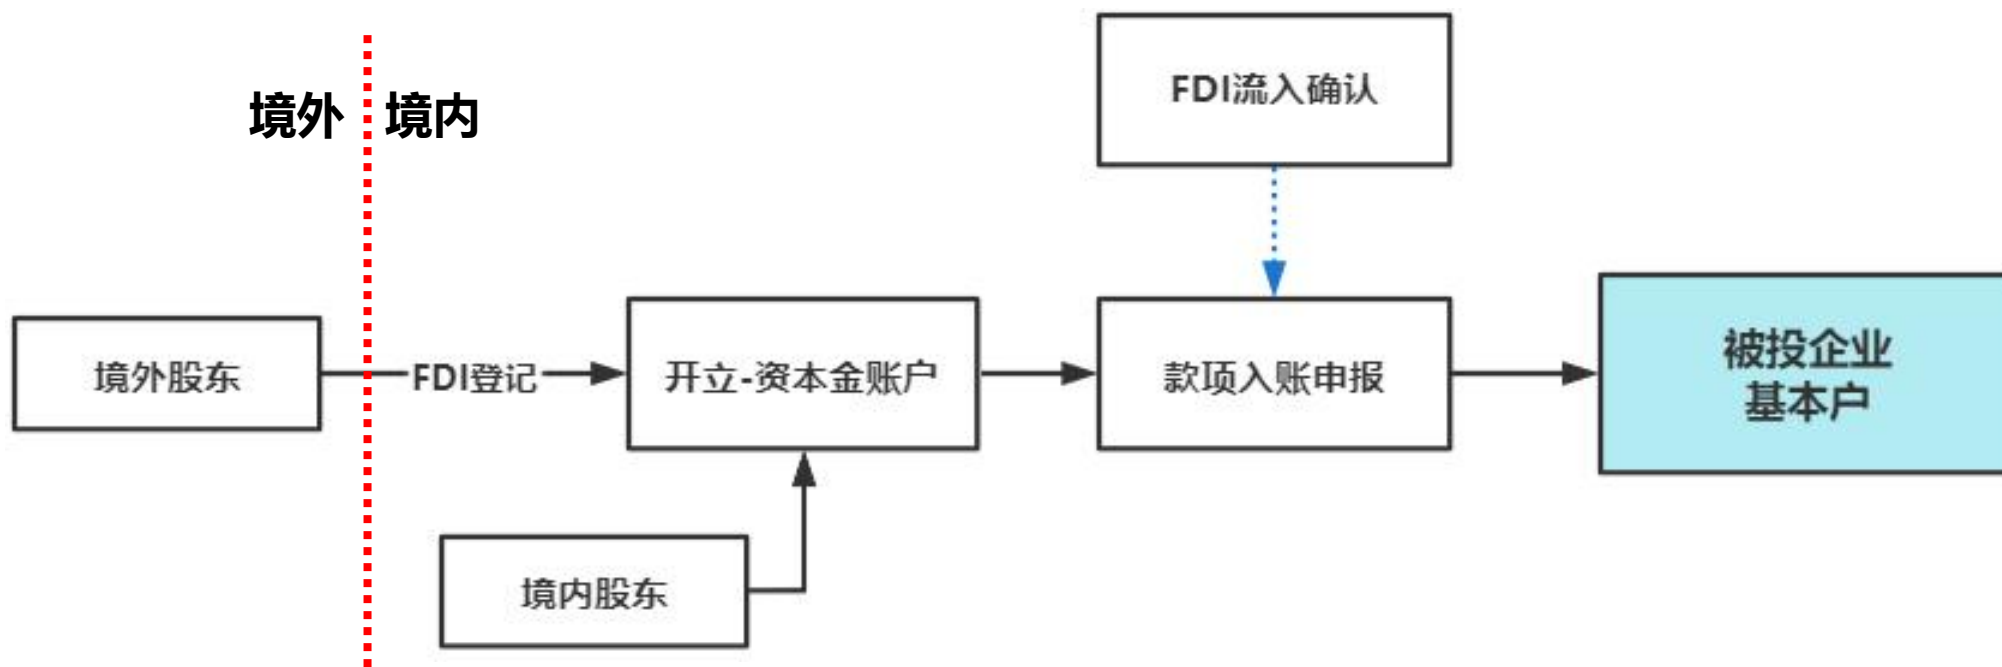 FDI流入确认
境外 境内
境外股东
FDI登记
开立-资本金账户
款项入账申报
被投企业
基本户
境内股东